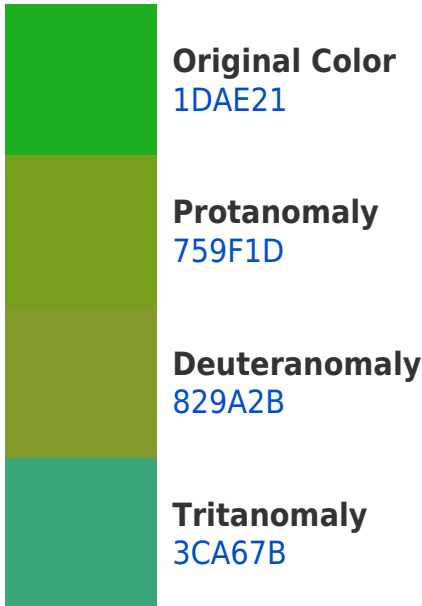 Original Color
1DAE21
Protanomaly
759F1D
Deuteranomaly
829A2B
Tritanomaly
3CA67B